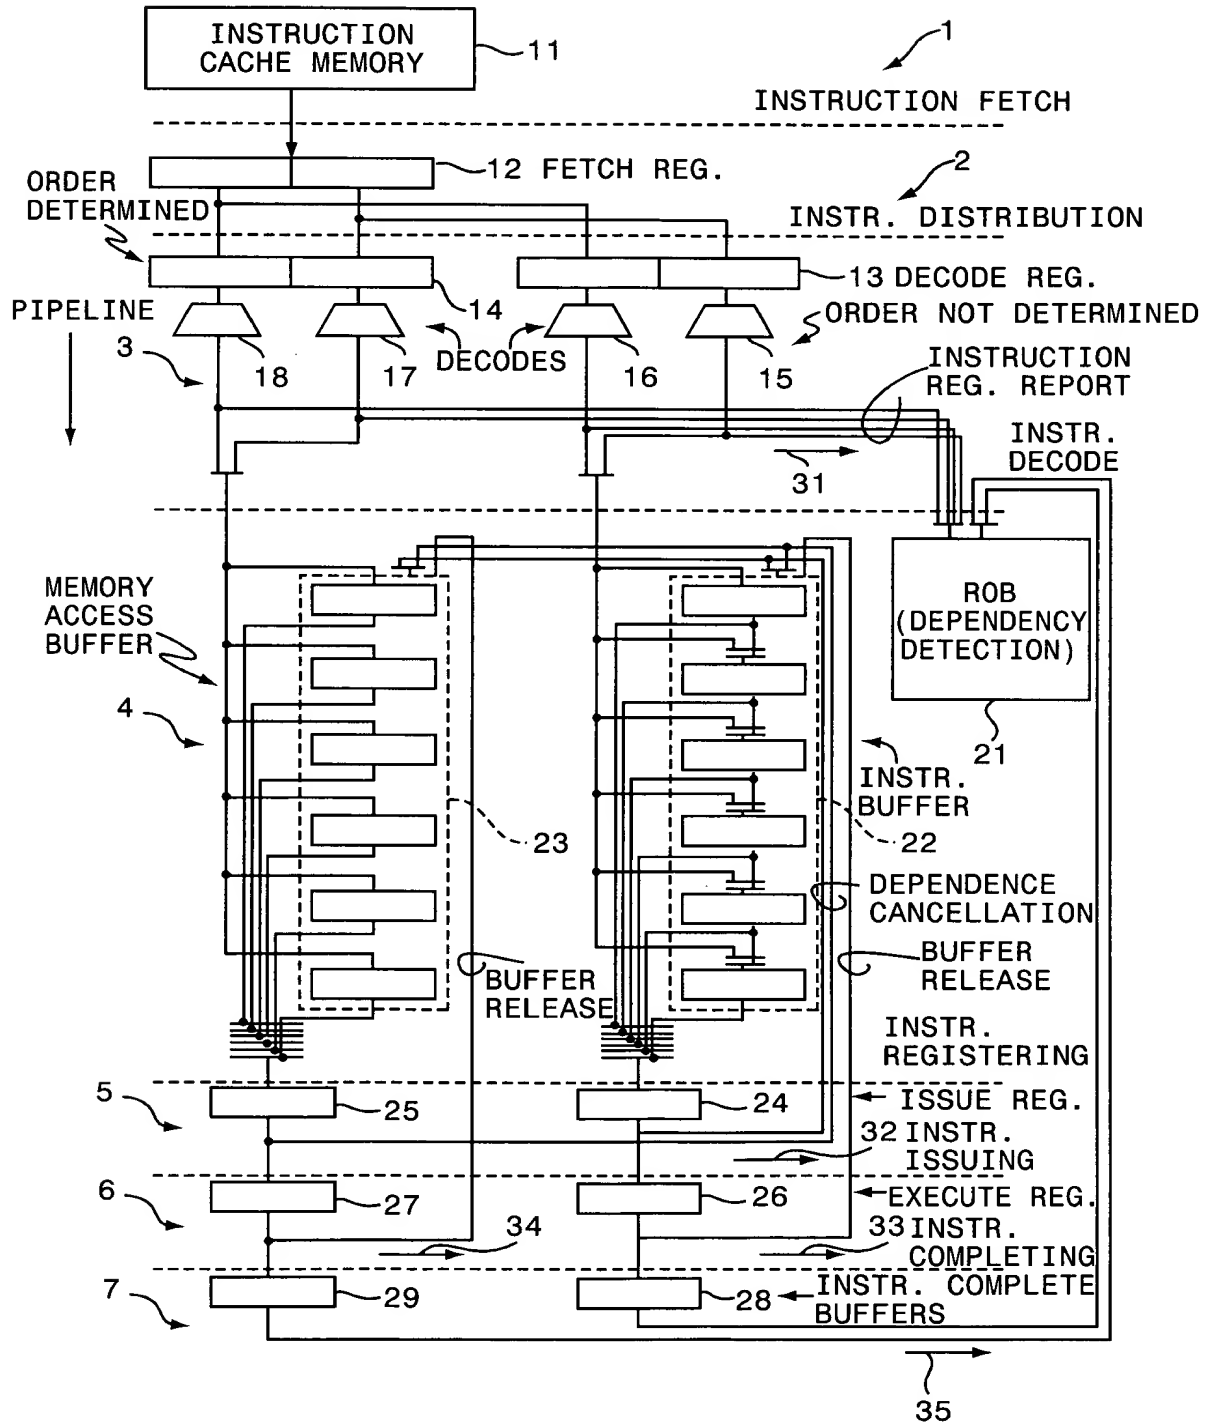 INSTRUCTION
CACHE MEMORY
11
1
INSTRUCTION FETCH
12 FETCH REG.
2
ORDER
DETERMINED
INSTR. DISTRIBUTION
13 DECODE REG.
14
PIPELINE
ORDER NOT DETERMINED
DECODES
3
18
17
16
15
INSTRUCTION
REG. REPORT
INSTR.
DECODE
31
MEMORY
ACCESS
BUFFER
ROB
(DEPENDENCY
DETECTION)
4
21
INSTR.
BUFFER
23
22
DEPENDENCE
CANCELLATION
BUFFER
RELEASE
BUFFER
RELEASE
INSTR.
REGISTERING
5
25
24
ISSUE REG.
32 INSTR.
ISSUING
6
27
26
EXECUTE REG.
34
33 INSTR.
COMPLETING
7
29
28
INSTR. COMPLETE
BUFFERS
35